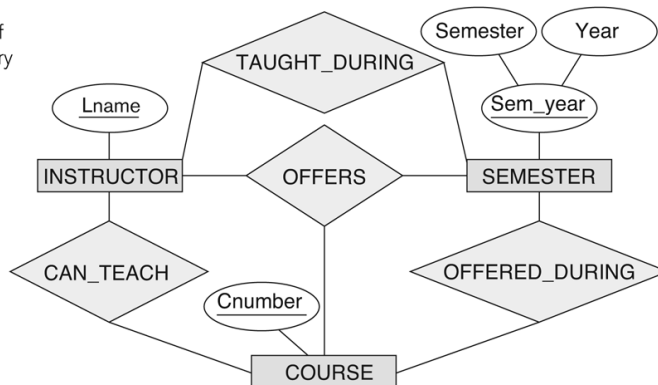 Semester
Year
TAUGHT_DURING
Lname
Sem_year
INSTRUCTOR
OFFERS
SEMESTER
CAN_TEACH
OFFERED_DURING
Cnumber
COURSE